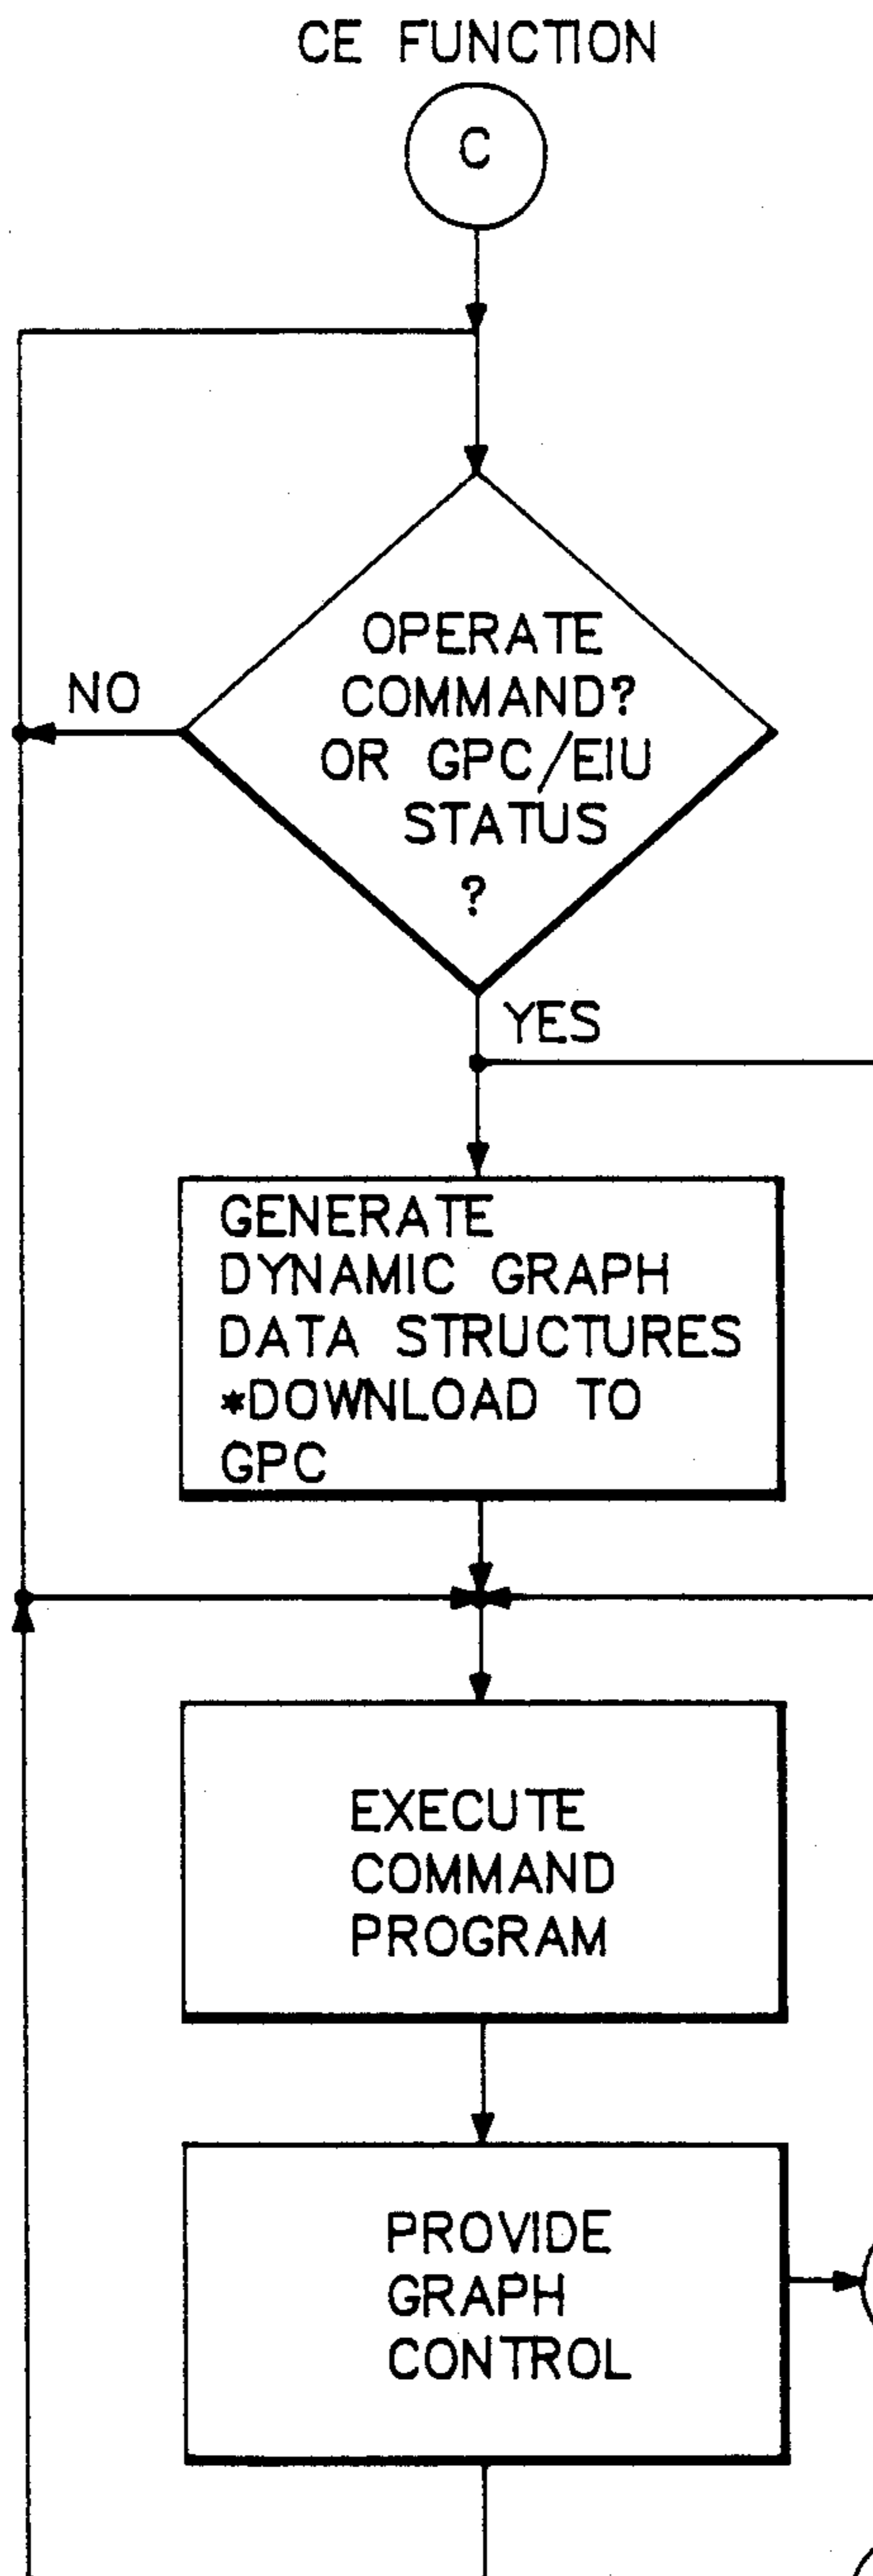 CE FUNCTION
C
OPERATE
COMMAND?
OR GPC/EIU
STATUS
?
NO
YES
GENERATE
DYNAMIC GRAPH
DATA STRUCTURES
*DOWNLOAD TO
GPC
EXECUTE
COMMAND
PROGRAM
PROVIDE
GRAPH
CONTROL